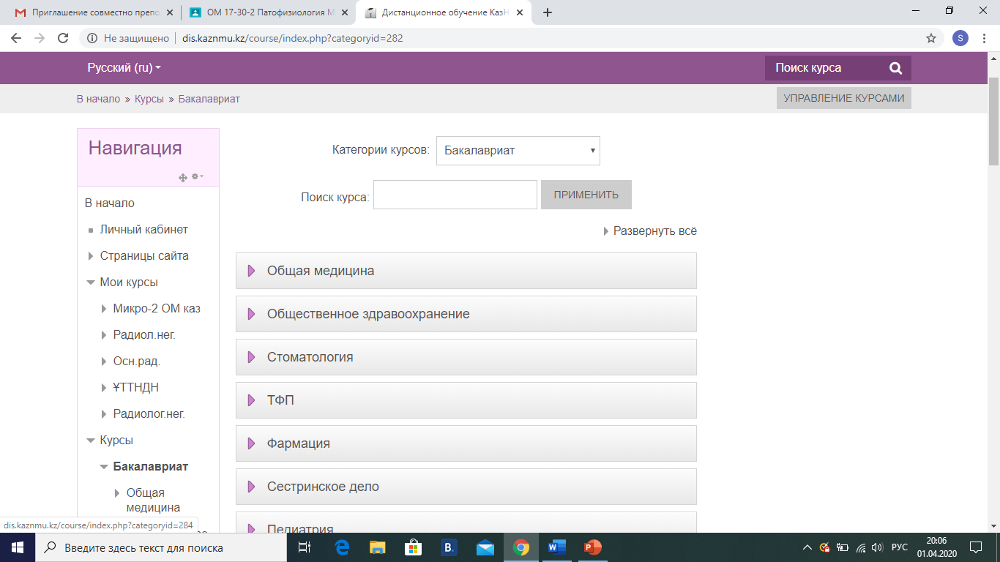 Приглашение совместно препо
ОМ 17-30-2 Патофизиология М
Дистанционное обучение КазН
Не защищено
dis.kaznmu.kz/course/index.php?categoryid=282
S
Русский (ru)
Поиск курса
В начало » Курсы » Бакалавриат
УПРАВЛЕНИЕ КУРСАМИ
Навигация
В начало
Личный кабинет
Страницы сайта
Мои курсы
Микро-2 ОМ каз
Радиол.нег.
Осн.рад.
ҰТТНДН
Радиолог.нег.
Курсы
Бакалавриат
Общая
медицина
Категории курсов: Бакалавриат
Поиск курса:
ПРИМЕНИТЬ
Развернуть всё
Общая медицина
Общественное здравоохранение
Стоматология
ТФП
Фармация
Сестринское дело
Педиатрия
dis.kaznmu.kz/course/index.php?categoryid=284
Введите здесь текст для поиска
B.
РУС
20:06
01.04.2020